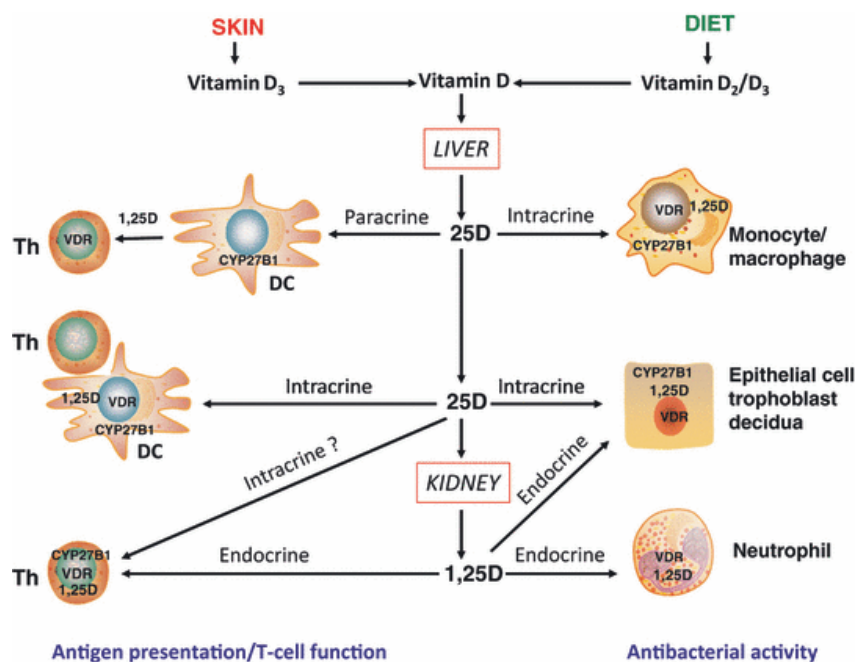 SKIN
DIET
Vitamin D₃
Vitamin D
Vitamin D₂/D₃
LIVER
Th
VDR
1,25D
CYP27B1
DC
Paracrine
25D
Intracrine
VDR
1,25D
CYP27B1
Monocyte/
macrophage
Th
1,25D
VDR
CYP27B1
DC
Intracrine
25D
Intracrine
CYP27B1
1,25D
VDR
Epithelial cell
trophoblast
decidua
Intracrine ?
KIDNEY
Endocrine
Th
CYP27B1
VDR
1,25D
Endocrine
1,25D
Endocrine
VDR
1,25D
Neutrophil
Antigen presentation/T-cell function
Antibacterial activity